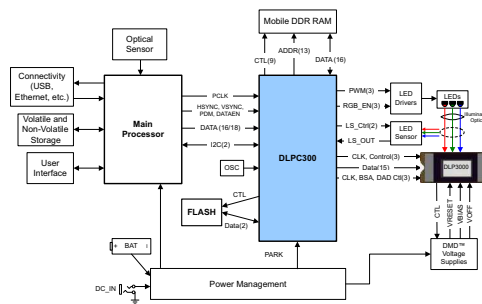 Mobile DDR RAM
Optical
Sensor
CTL(9)
ADDR(13)
DATA (16)
Connectivity
(USB,
Ethernet, etc.)
Volatile and
Non-Volatile
Storage
User
Interface
Main
Processor
PCLK
HSYNC, VSYNC,
PDM, DATAEN
DATA (16/18)
I2C(2)
OSC
CTL
FLASH
Data(2)
DLPC300
PARK
PWM(3)
RGB_EN(3)
LS_Ctrl(2)
LS_OUT
CLK, Control(3)
Data(15)
CLK, BSA, DAD Ctl(3)
LED
Drivers
LED
Sensor
LEDs
Illumina
Optic
DLP3000
CTL
VRESET
VBIAS
VOFF
DMD™
Voltage
Supplies
+ BAT −
DC_IN
Power Management